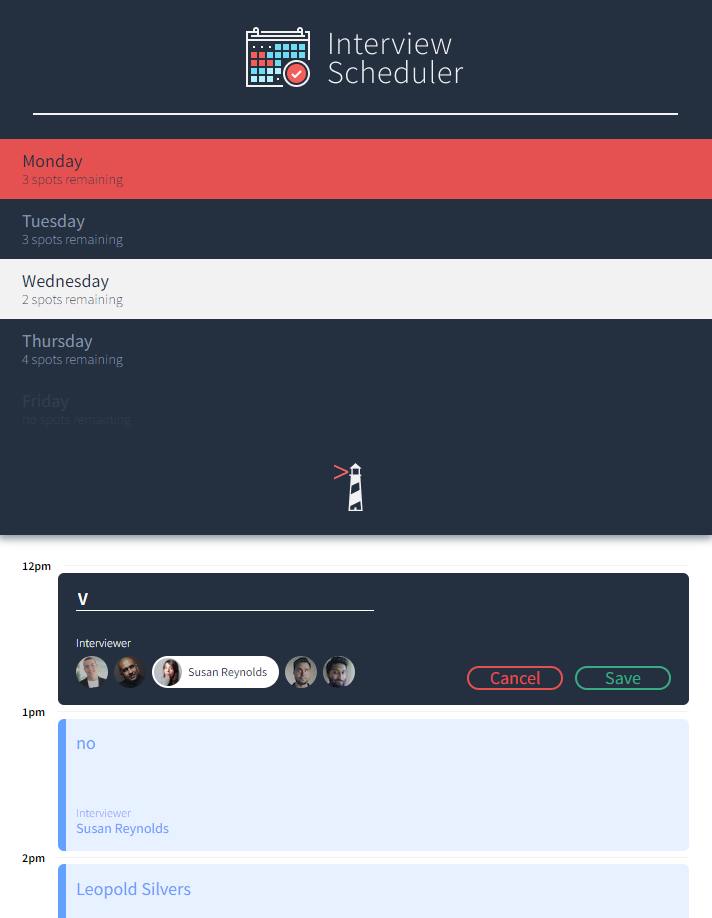 Interview
Scheduler
Monday
3 spots remaining
Tuesday
3 spots remaining
Wednesday
2 spots remaining
Thursday
4 spots remaining
Friday
no spots remaining
12pm
v
Interviewer
Susan Reynolds
Cancel
Save
1pm
no
Interviewer
Susan Reynolds
2pm
Leopold Silvers